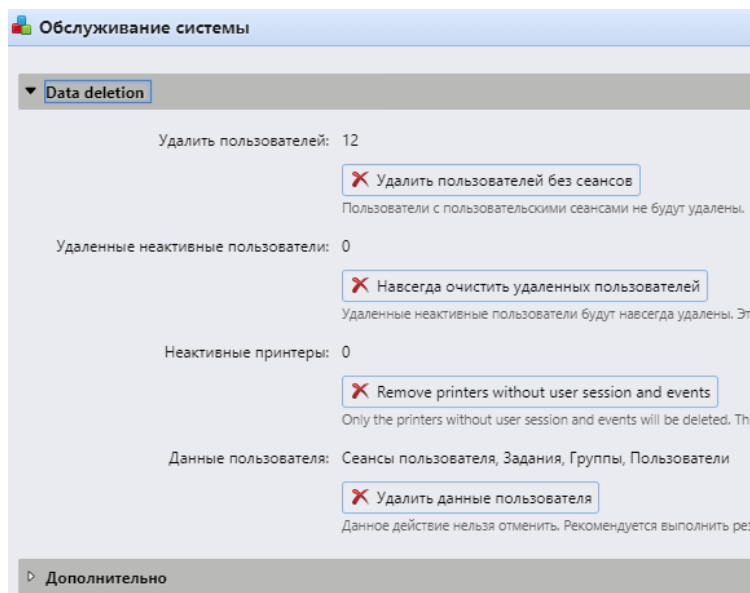 Обслуживание системы
Data deletion
Удалить пользователей: 12
Удалить пользователей без сеансов
Пользователи с пользовательскими сеансами не будут удалены.
Удаленные неактивные пользователи: 0
Навсегда очистить удаленных пользователей
Удаленные неактивные пользователи будут навсегда удалены. Эт
Неактивные принтеры: 0
Remove printers without user session and events
Only the printers without user session and events will be deleted. Th
Данные пользователя: Сеансы пользователя, Задания, Группы, Пользователи
Удалить данные пользователя
Данное действие нельзя отменить. Рекомендуется выполнить рез
Дополнительно